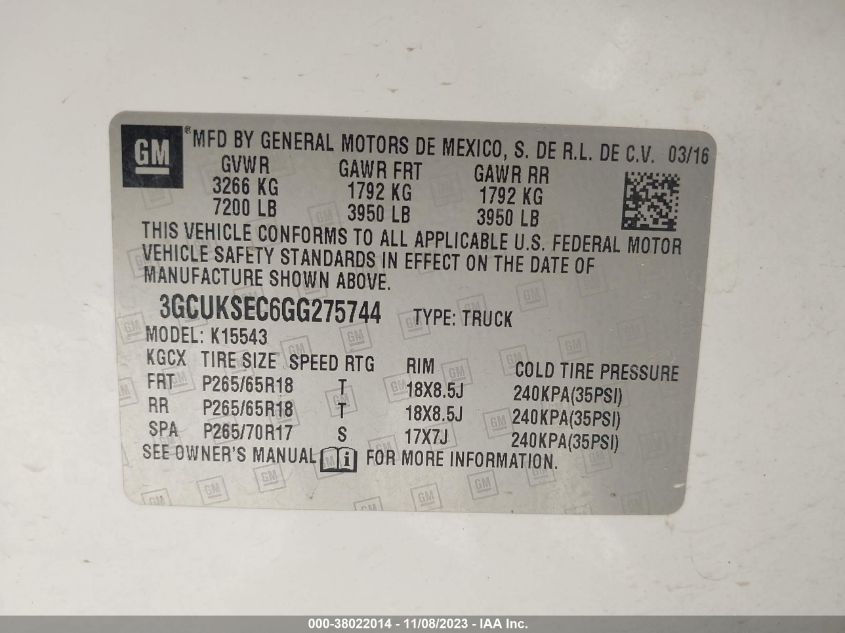 GM ® MFD BY GENERAL MOTORS DE MEXICO, S. DE R.L. DE C.V. 03/16
GVWR GAWR FRT GAWR RR
3266 KG 1792 KG 1792 KG
7200 LB 3950 LB 3950 LB
THIS VEHICLE CONFORMS TO ALL APPLICABLE U.S. FEDERAL MOTOR
VEHICLE SAFETY STANDARDS IN EFFECT ON THE DATE OF
MANUFACTURE SHOWN ABOVE.
3GCUKSEC6GG275744 TYPE: TRUCK
MODEL: K15543
KGCX TIRE SIZE SPEED RTG RIM COLD TIRE PRESSURE
FRT P265/65R18 T 18X8.5J 240KPA(35PSI)
RR P265/65R18 T 18X8.5J 240KPA(35PSI)
SPA P265/70R17 S 17X7J 240KPA(35PSI)
SEE OWNER'S MANUAL FOR MORE INFORMATION.
000-38022014 - 11/08/2023 - IAA Inc.